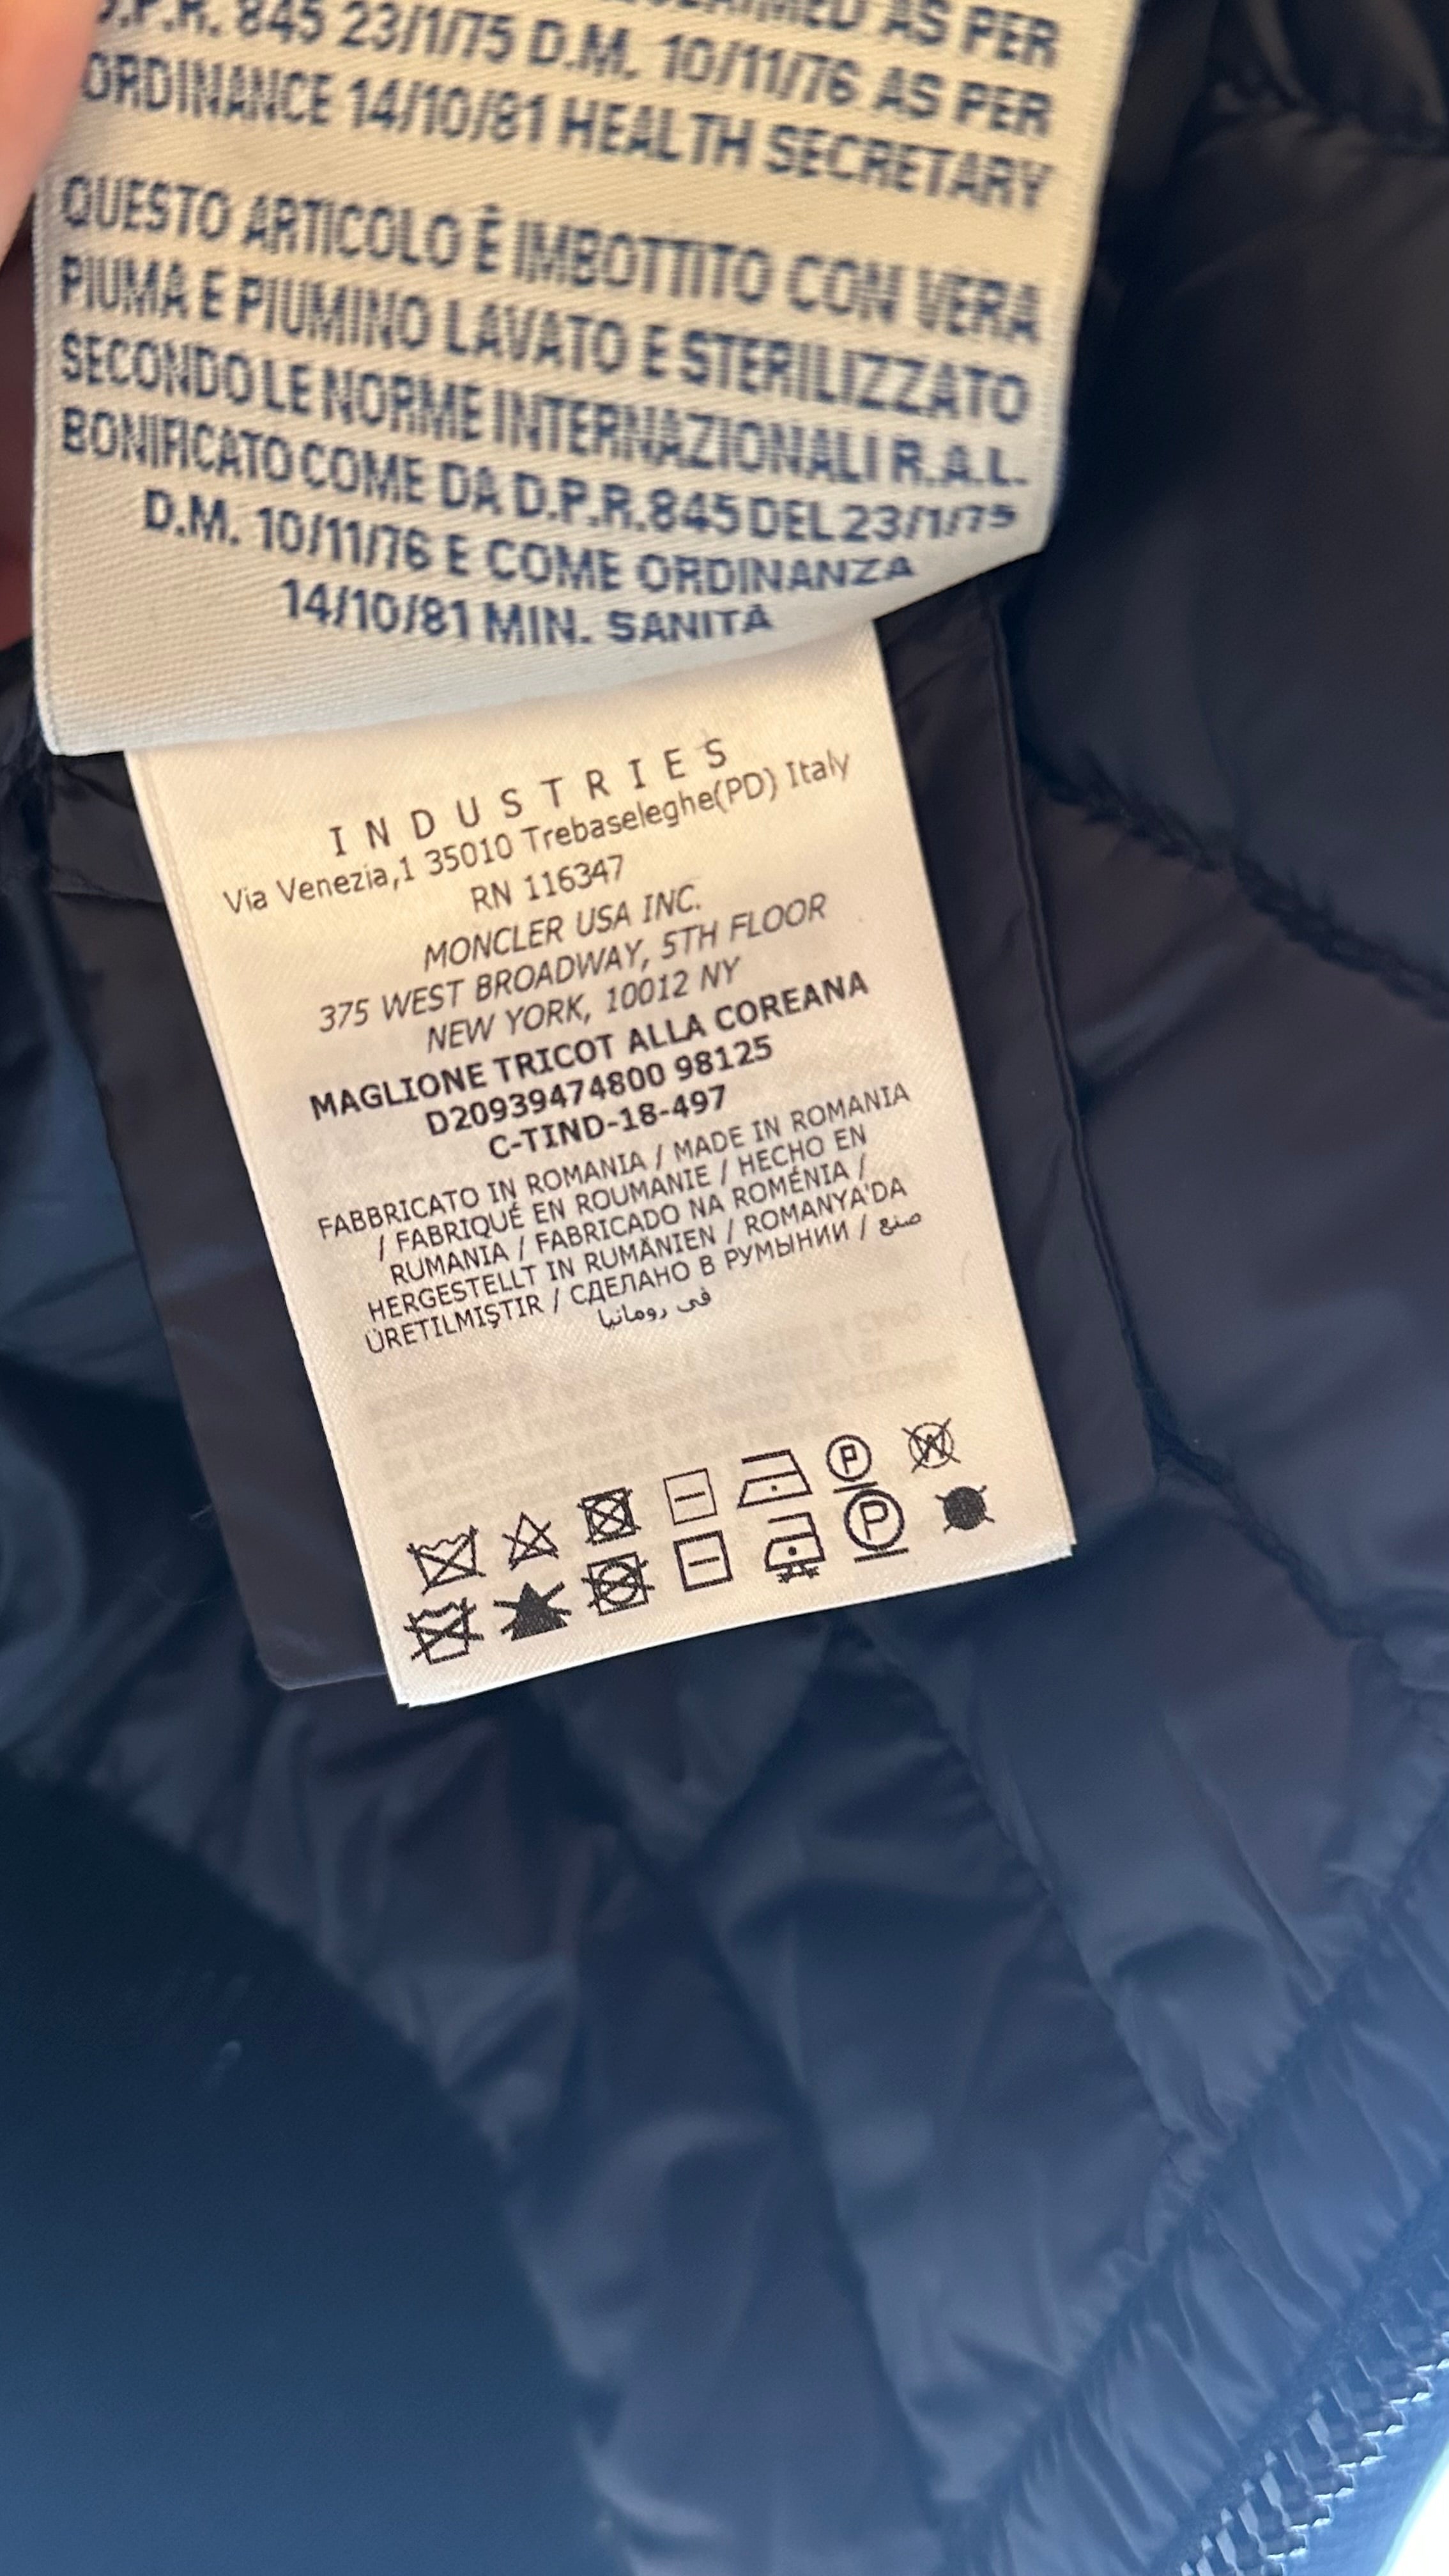 AS PER
D.P.R. 845 23/1/75 D.M. 10/11/76 AS PER
ORDINANCE 14/10/81 HEALTH SECRETARY
QUESTO ARTICOLO È IMBOTTITO CON VERA
PIUMA E PIUMINO LAVATO E STERILIZZATO
SECONDO LE NORME INTERNAZIONALI R.A.L.
BONIFICATO COME DA D.P.R.845 DEL 23/1/75
D.M. 10/11/76 E COME ORDINANZA
14/10/81 MIN. SANITÀ
INDUSTRIES
Via Venezia,1 35010 Trebaseleghe(PD) Italy
RN 116347
MONCLER USA INC.
375 WEST BROADWAY, 5TH FLOOR
NEW YORK, 10012 NY
MAGLIONE TRICOT ALLA COREANA
D20939474800 98125
C-TIND-18-497
FABBRICATO IN ROMANIA / MADE IN ROMANIA
/ FABRIQUÉ EN ROUMANIE / HECHO EN
RUMANIA / FABRICADO NA ROMÉNIA /
HERGESTELLT IN RUMÄNIEN / ROMANYA'DA
ÜRETILMIŞTIR / СДЕЛАНО В РУМЫНИИ / صنع
في رومانيا
P W
P